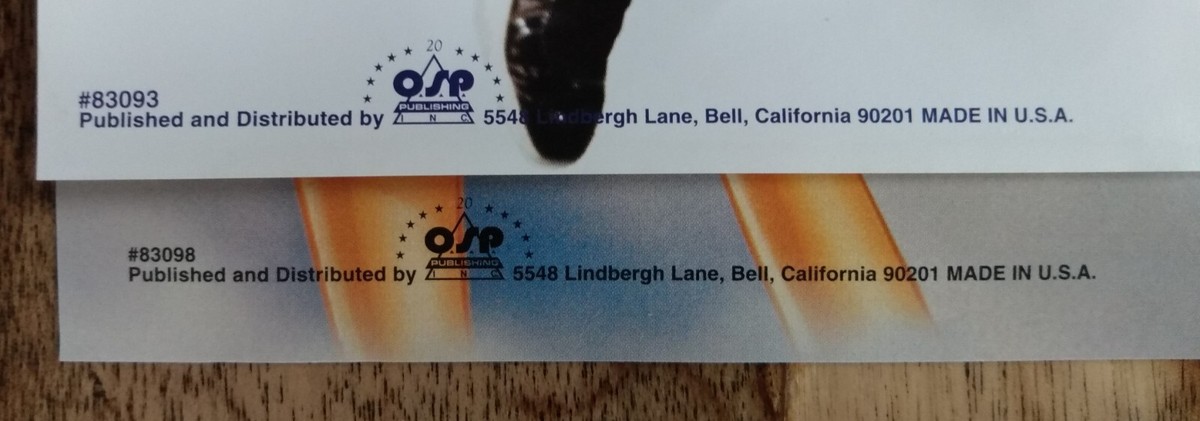 20
O.S.P.
PUBLISHING
I N C
#83093
Published and Distributed by 5548 Lindbergh Lane, Bell, California 90201 MADE IN U.S.A.
20
O.S.P.
PUBLISHING
I N C
#83098
Published and Distributed by 5548 Lindbergh Lane, Bell, California 90201 MADE IN U.S.A.